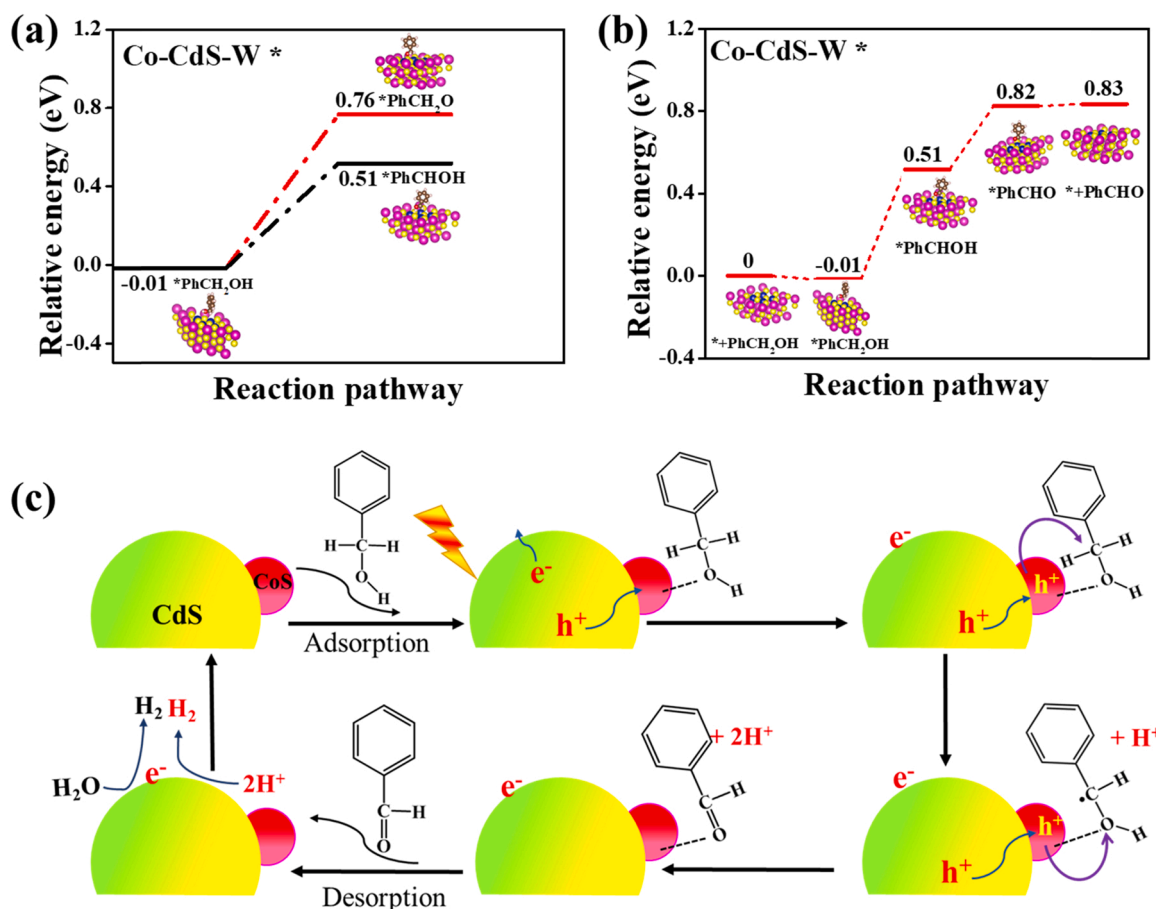 (a)
Co-CdS-W *
Relative energy (eV)
1.2
0.8
0.4
0.0
-0.4
0.76 *PhCH₂O
0.51 *PhCHOH
-0.01 *PhCH₂OH
Reaction pathway
(b)
Co-CdS-W *
Relative energy (eV)
1.2
0.8
0.4
0.0
-0.4
0
*+PhCH₂OH
-0.01
*PhCH₂OH
0.51
*PhCHOH
0.82
*PhCHO
0.83
*+PhCHO
Reaction pathway
(c)
CdS
CoS
H C H
O
H
Adsorption
e⁻
h⁺
H C H
O
H
e⁻
h⁺
h⁺
H C H
O
H
e⁻
h⁺
h⁺
·C H
O
H
+ H⁺
e⁻
C H
O
+ 2H⁺
C H
O
Desorption
H₂O
H₂
H₂
e⁻
2H⁺